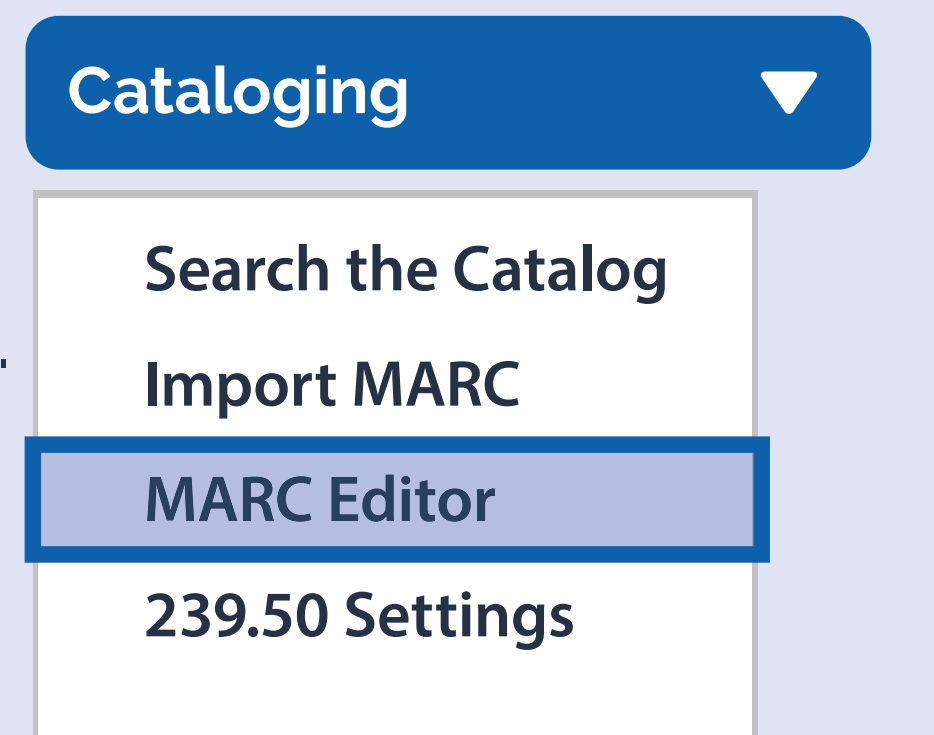 Cataloging
Search the Catalog
Import MARC
MARC Editor
239.50 Settings